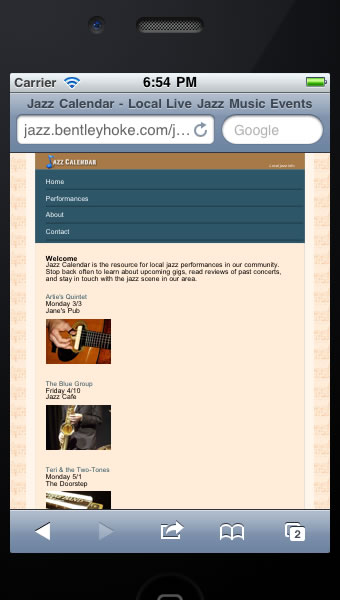 Carrier 6:54 PM
Jazz Calendar - Local Live Jazz Music Events
jazz.bentleyhoke.com/j... Google
JAZZ CALENDAR
Local jazz info
Home
Performances
About
Contact
Welcome
Jazz Calendar is the resource for local jazz performances in our community.
Stop back often to learn about upcoming gigs, read reviews of past concerts,
and stay in touch with the jazz scene in our area.
Artie's Quintet
Monday 3/3
Jane's Pub
The Blue Group
Friday 4/10
Jazz Cafe
Teri & the Two-Tones
Monday 5/1
The Doorstep
2